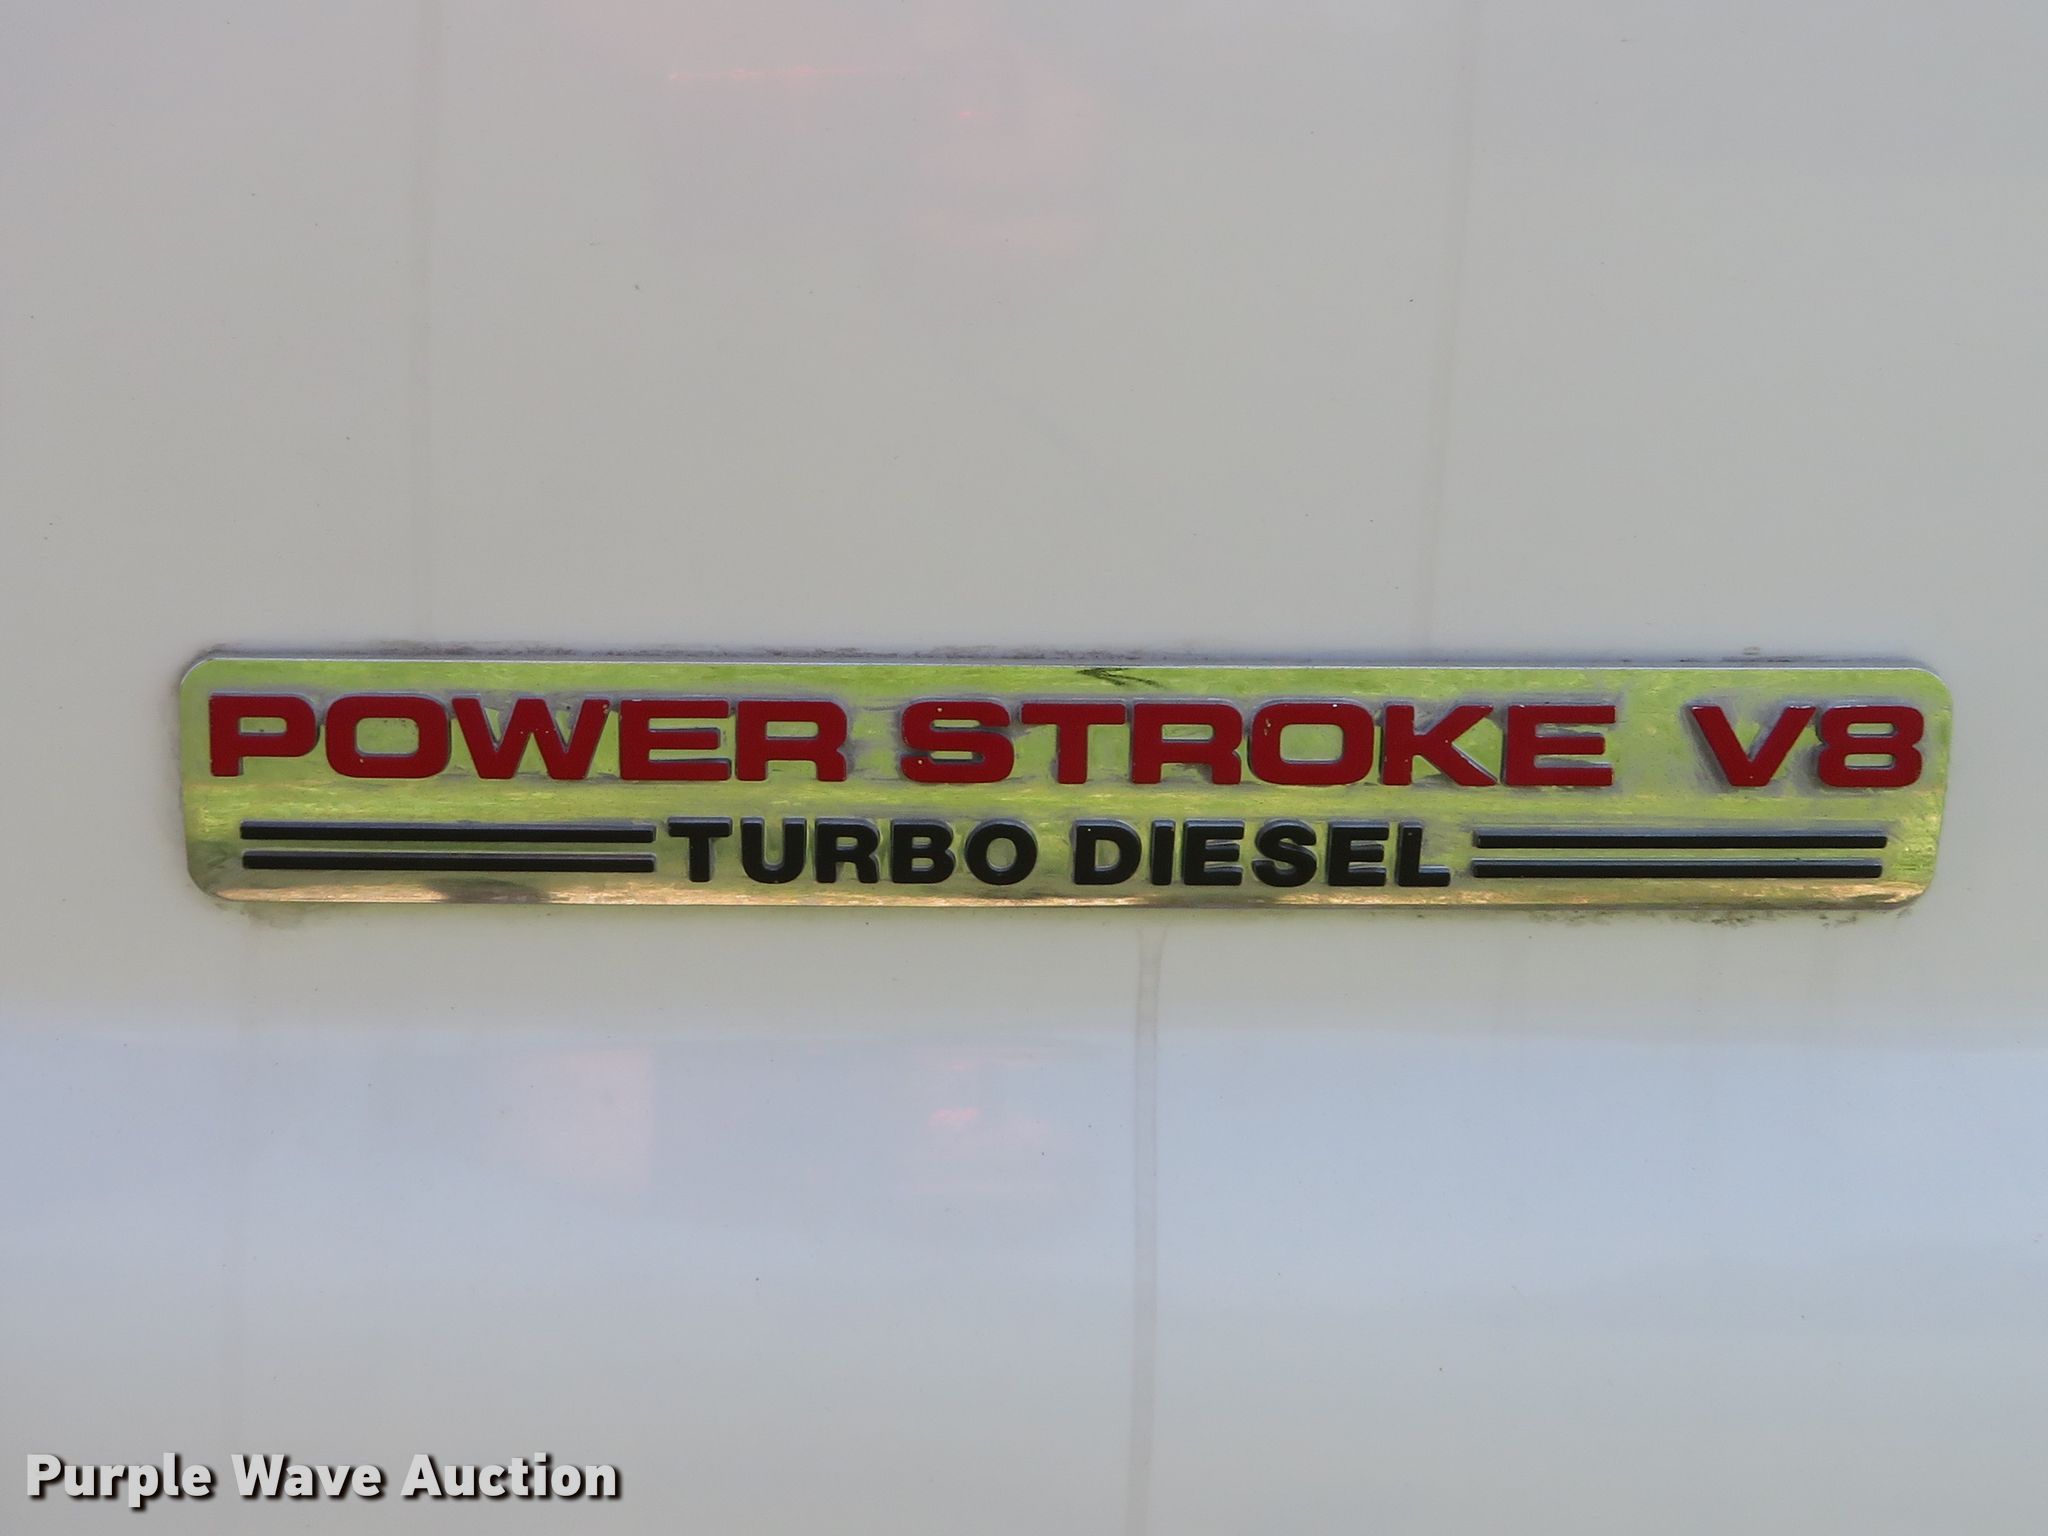 POWER STROKE V8
TURBO DIESEL
Purple Wave Auction